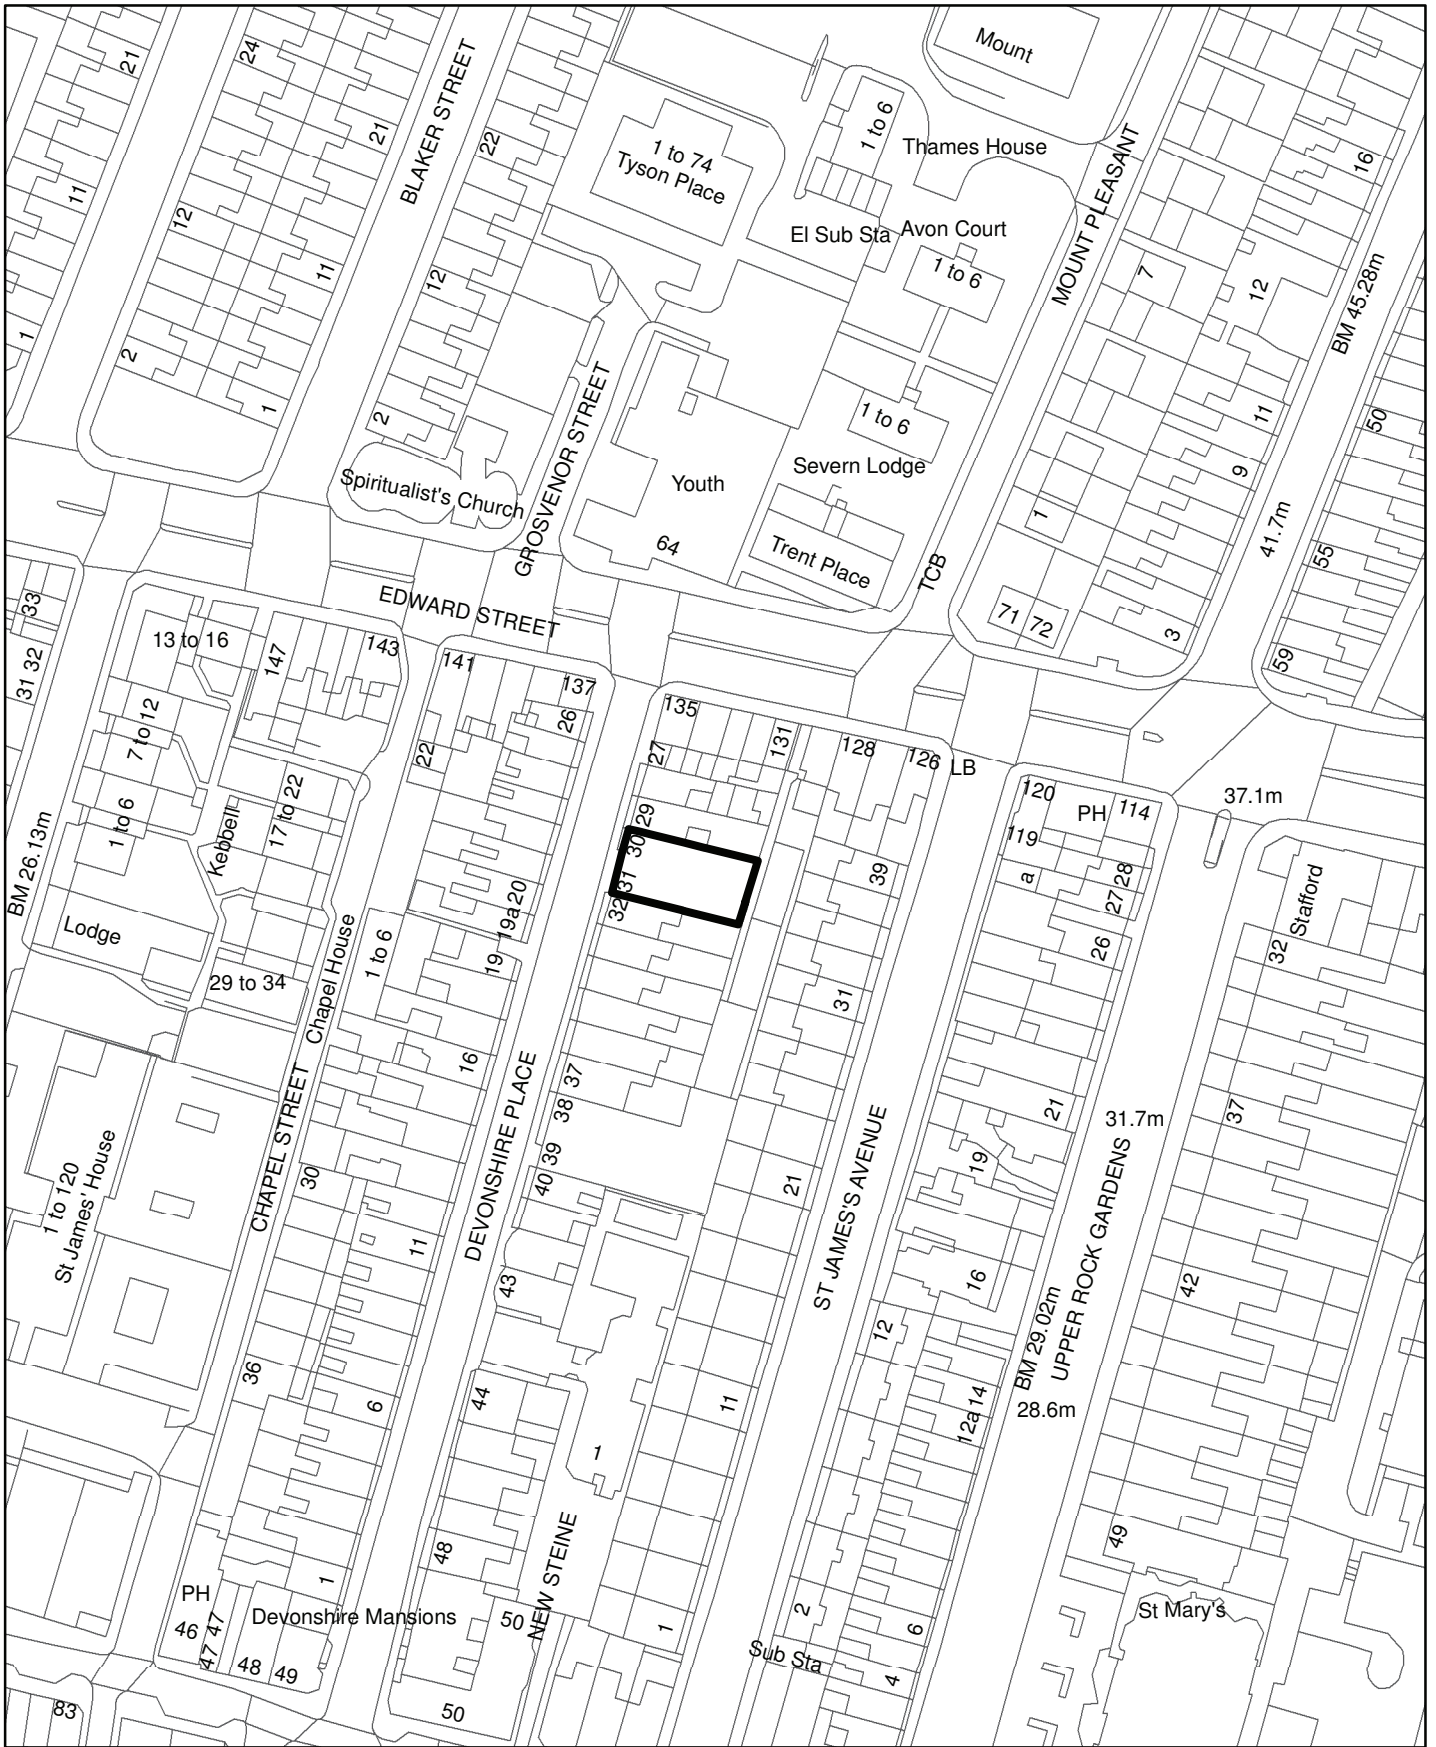 Mount
21
24
BLAKER STREET
22
21
1 to 6
1 to 74
Tyson Place
Thames House
MOUNT PLEASANT
16
11
12
11
12
El Sub Sta
Avon Court
1 to 6
7
12
BM 45.28m
1
2
1
2
GROSVENOR STREET
1 to 6
11
50
Spiritualist's Church
Youth
Severn Lodge
9
1
41.7m
64
Trent Place
TCB
55
33
EDWARD STREET
71
72
3
31 32
13 to 16
147
143
141
137
59
7 to 12
22
26
135
27
131
128
126
LB
1 to 6
17 to 22
Kebbell
29
30
31
32
120
PH
114
37.1m
119
a
39
28
27
BM 26.13m
Lodge
Chapel House
1 to 6
20
19a
19
26
32
Stafford
29 to 34
31
16
37
38
39
40
21
31.7m
37
CHAPEL STREET
DEVONSHIRE PLACE
ST JAMES'S AVENUE
UPPER ROCK GARDENS
1 to 120
St James' House
30
11
21
19
43
16
42
12
BM 29.02m
36
6
44
11
12a 14
28.6m
1
48
NEW STEINE
49
PH
1
Devonshire Mansions
50
1
2
6
St Mary's
46
47
47
48
49
Sub Sta
4
83
50